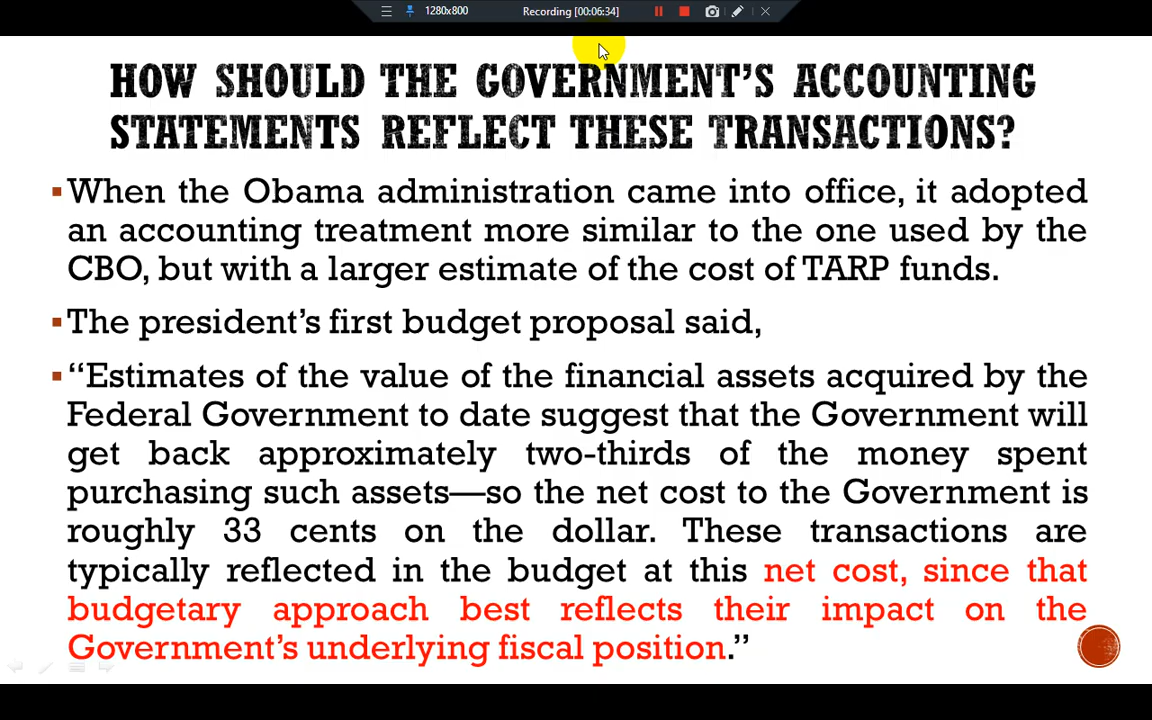 1280x800 Recording [00:06:34]
HOW SHOULD THE GOVERNMENT'S ACCOUNTING
STATEMENTS REFLECT THESE TRANSACTIONS?
▪When the Obama administration came into office, it adopted
an accounting treatment more similar to the one used by the
CBO, but with a larger estimate of the cost of TARP funds.
▪The president's first budget proposal said,
▪“Estimates of the value of the financial assets acquired by the
Federal Government to date suggest that the Government will
get back approximately two-thirds of the money spent
purchasing such assets—so the net cost to the Government is
roughly 33 cents on the dollar. These transactions are
typically reflected in the budget at this net cost, since that
budgetary approach best reflects their impact on the
Government's underlying fiscal position.”